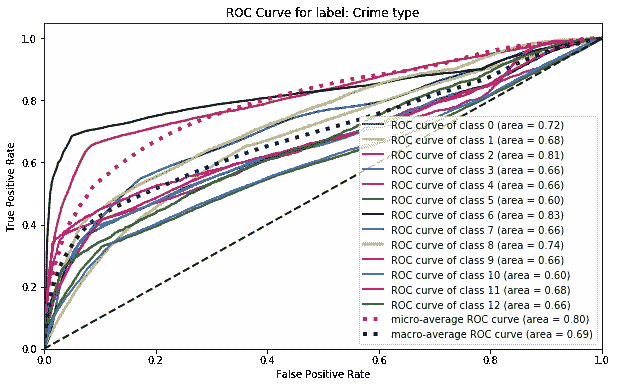 ROC Curve for label: Crime type
True Positive Rate
1.0
0.8
0.6
0.4
0.2
0.0
ROC curve of class 0 (area = 0.72)
ROC curve of class 1 (area = 0.68)
ROC curve of class 2 (area = 0.81)
ROC curve of class 3 (area = 0.66)
ROC curve of class 4 (area = 0.66)
ROC curve of class 5 (area = 0.60)
ROC curve of class 6 (area = 0.83)
ROC curve of class 7 (area = 0.66)
ROC curve of class 8 (area = 0.74)
ROC curve of class 9 (area = 0.66)
ROC curve of class 10 (area = 0.60)
ROC curve of class 11 (area = 0.68)
ROC curve of class 12 (area = 0.66)
micro-average ROC curve (area = 0.80)
macro-average ROC curve (area = 0.69)
0.0 0.2 0.4 0.6 0.8 1.0
False Positive Rate